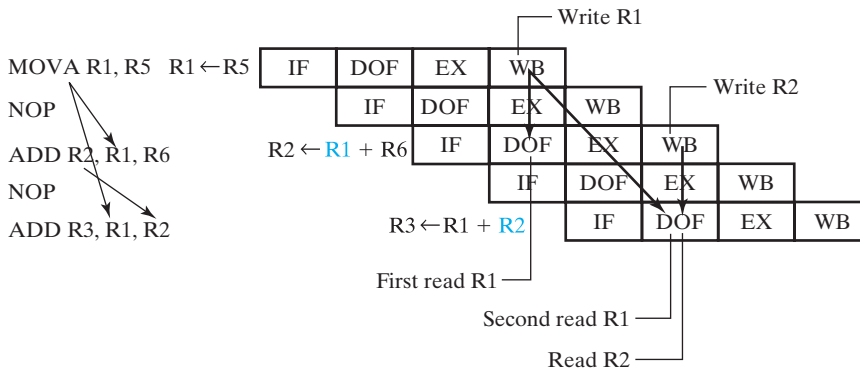 Write R1
MOVA R1, R5 R1←R5 IF DOF EX WB
Write R2
NOP IF DOF EX WB
ADD R2, R1, R6 R2←R1 + R6 IF DOF EX WB
NOP IF DOF EX WB
ADD R3, R1, R2 R3←R1 + R2 IF DOF EX WB
First read R1
Second read R1
Read R2